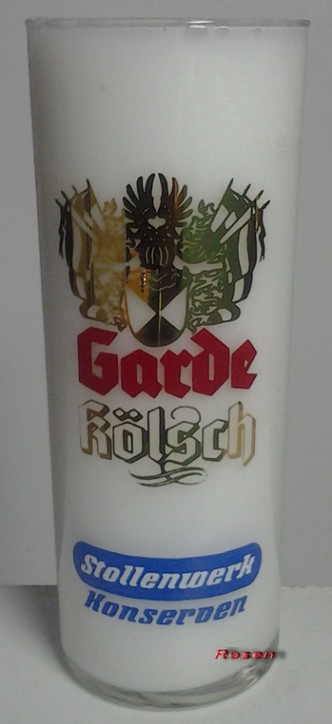 Garde
Kölsch
Stollenwerk
Konserven
Rosen